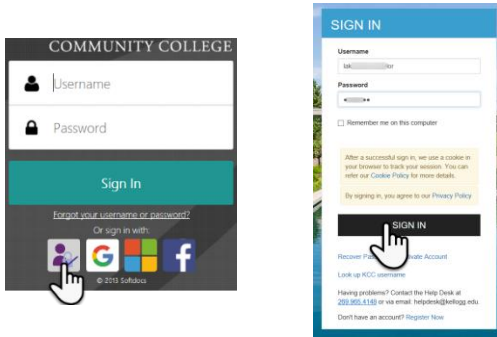 COMMUNITY COLLEGE
Username
Password
Sign In
Forgot your username or password?
Or sign in with:
© 2013 Softdocs
SIGN IN
Username
Password
Remember me on this computer
After a successful sign in, we use a cookie in
your browser to track your session. You can
refer our Cookie Policy for more details.
By signing in, you agree to our Privacy Policy
SIGN IN
Recover Account
Look up KCC username
Having problems? Contact the Help Desk at
269.965.4148 or via email: helpdesk@kellogg.edu.
Don't have an account? Register Now